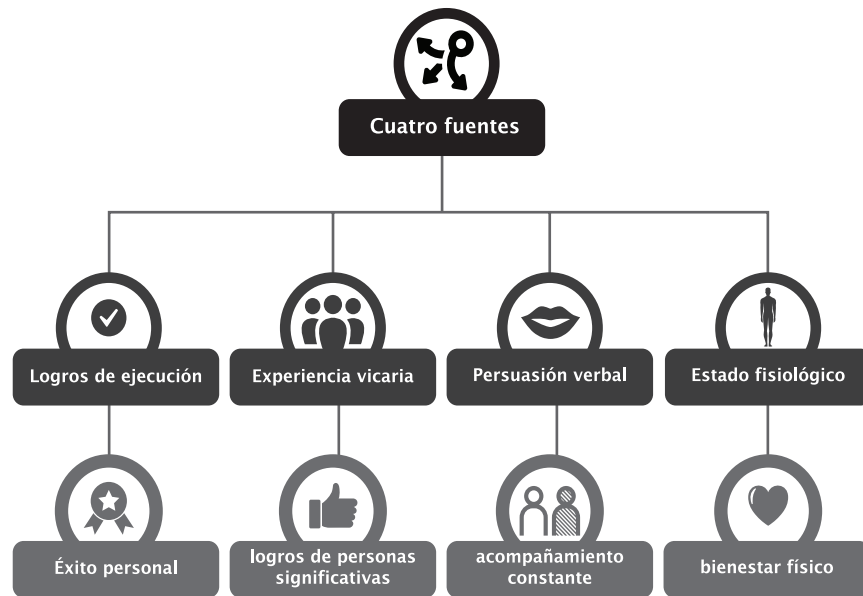 Cuatro fuentes
Logros de ejecución
Experiencia vicaria
Persuasión verbal
Estado fisiológico
Éxito personal
logros de personas
significativas
acompañamiento
constante
bienestar físico